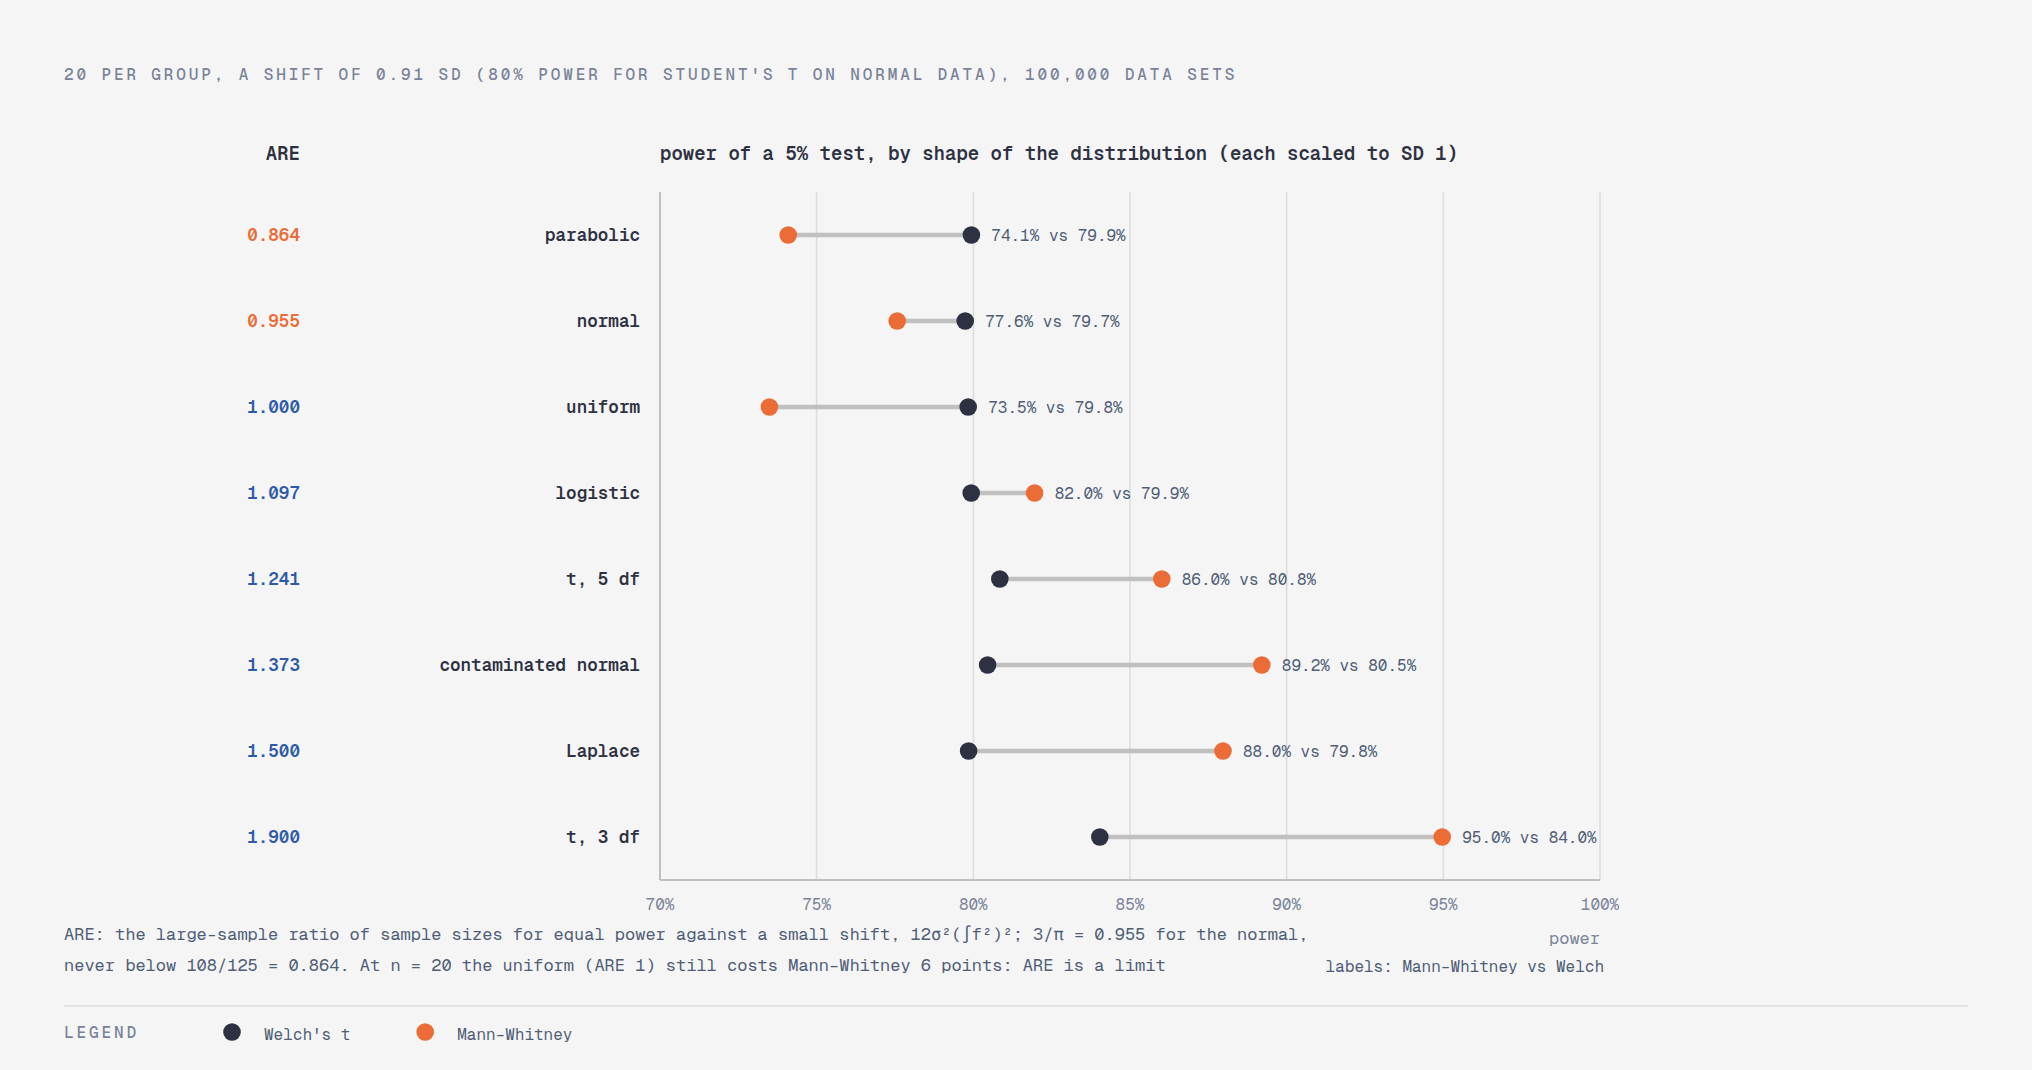 20 PER GROUP, A SHIFT OF 0.91 SD (80% POWER FOR STUDENT'S T ON NORMAL DATA), 100,000 DATA SETS
ARE
power of a 5% test, by shape of the distribution (each scaled to SD 1)
0.864 parabolic 74.1% vs 79.9%
0.955 normal 77.6% vs 79.7%
1.000 uniform 73.5% vs 79.8%
1.097 logistic 82.0% vs 79.9%
1.241 t, 5 df 86.0% vs 80.8%
1.373 contaminated normal 89.2% vs 80.5%
1.500 Laplace 88.0% vs 79.8%
1.900 t, 3 df 95.0% vs 84.0%
70% 75% 80% 85% 90% 95% 100%
power
ARE: the large-sample ratio of sample sizes for equal power against a small shift, 12σ²(∫f²)²; 3/π = 0.955 for the normal,
never below 108/125 = 0.864. At n = 20 the uniform (ARE 1) still costs Mann-Whitney 6 points: ARE is a limit
labels: Mann-Whitney vs Welch
LEGEND Welch's t Mann-Whitney